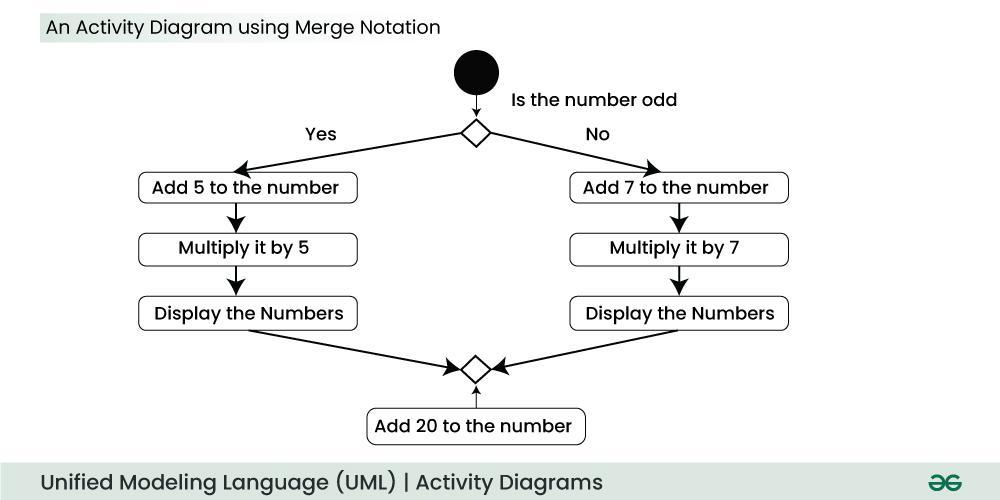 An Activity Diagram using Merge Notation
Is the number odd
Yes
No
Add 5 to the number
Add 7 to the number
Multiply it by 5
Multiply it by 7
Display the Numbers
Display the Numbers
Add 20 to the number
Unified Modeling Language (UML) | Activity Diagrams